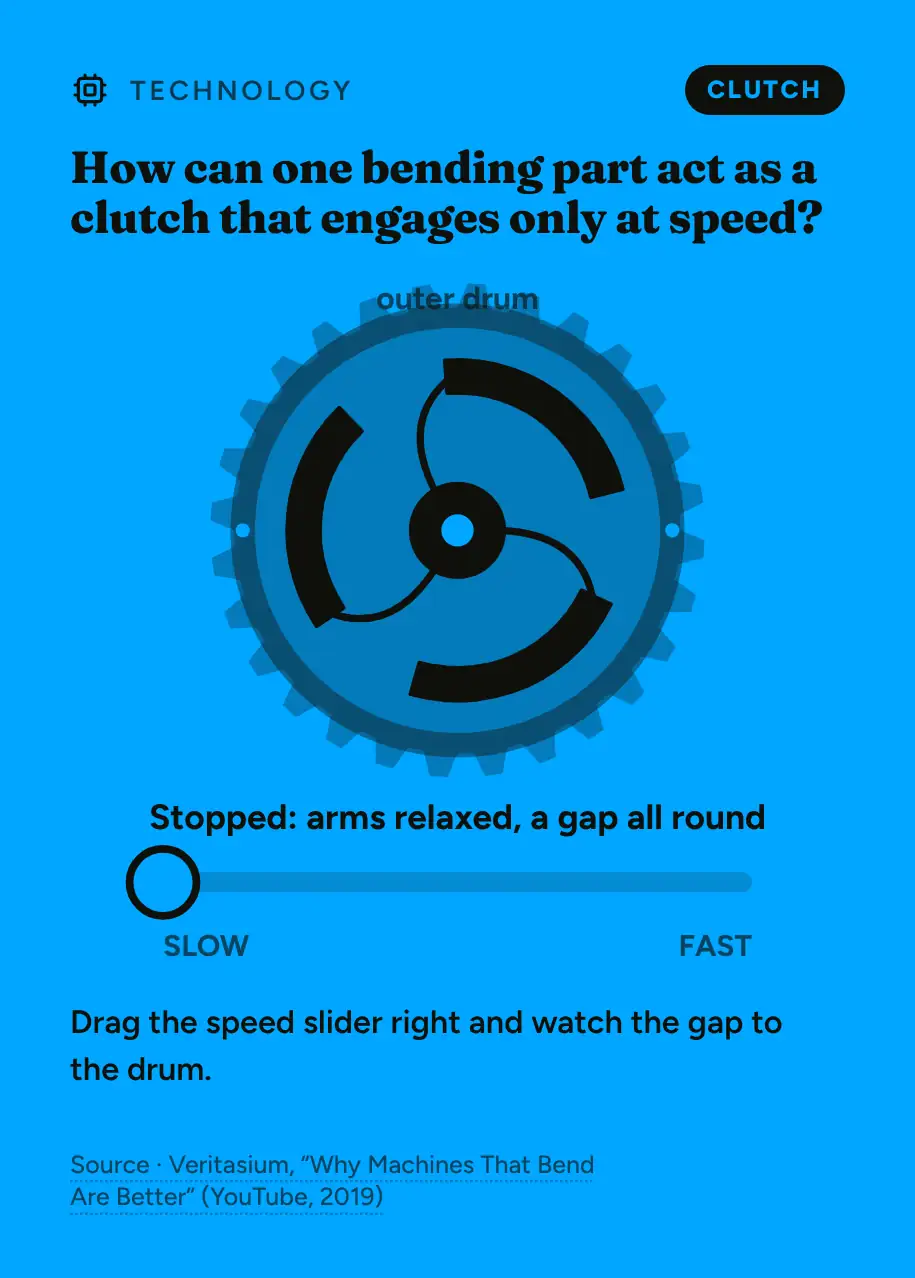 TECHNOLOGY
CLUTCH
How can one bending part act as a
clutch that engages only at speed?
outer drum
Stopped: arms relaxed, a gap all round
SLOW
FAST
Drag the speed slider right and watch the gap to
the drum.
Source · Veritasium, “Why Machines That Bend
Are Better” (YouTube, 2019)